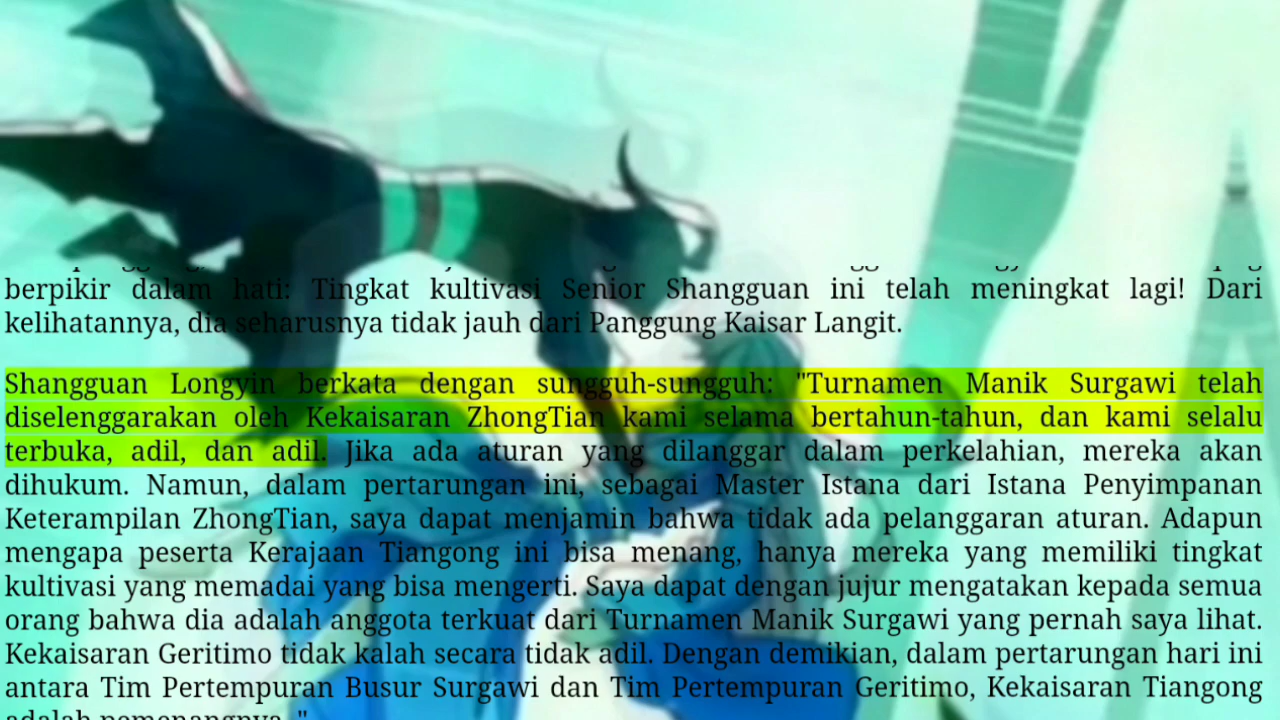 berpikir dalam hati: Tingkat kultivasi Senior Shangguan ini telah meningkat lagi! Dari
kelihatannya, dia seharusnya tidak jauh dari Panggung Kaisar Langit.
Shangguan Longyin berkata dengan sungguh-sungguh: "Turnamen Manik Surgawi telah
diselenggarakan oleh Kekaisaran ZhongTian kami selama bertahun-tahun, dan kami selalu
terbuka, adil, dan adil. Jika ada aturan yang dilanggar dalam perkelahian, mereka akan
dihukum. Namun, dalam pertarungan ini, sebagai Master Istana dari Istana Penyimpanan
Keterampilan ZhongTian, saya dapat menjamin bahwa tidak ada pelanggaran aturan. Adapun
mengapa peserta Kerajaan Tiangong ini bisa menang, hanya mereka yang memiliki tingkat
kultivasi yang memadai yang bisa mengerti. Saya dapat dengan jujur mengatakan kepada semua
orang bahwa dia adalah anggota terkuat dari Turnamen Manik Surgawi yang pernah saya lihat.
Kekaisaran Geritimo tidak kalah secara tidak adil. Dengan demikian, dalam pertarungan hari ini
antara Tim Pertempuran Busur Surgawi dan Tim Pertempuran Geritimo, Kekaisaran Tiangong
adalah pemenangnya. "